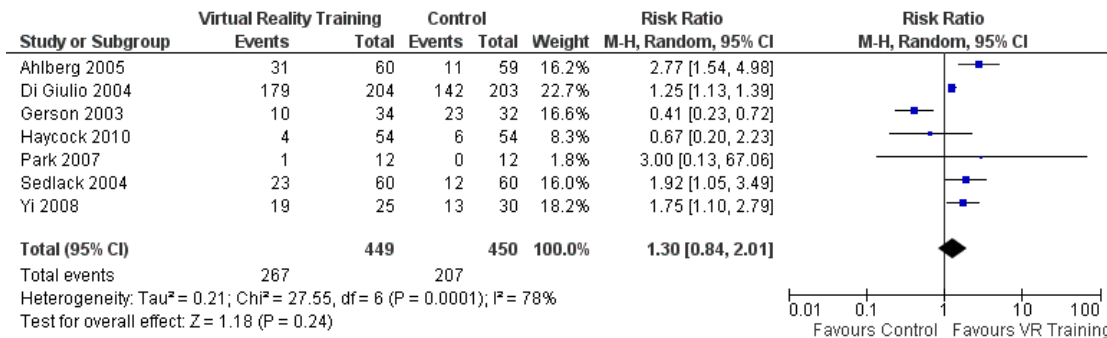 Virtual Reality Training Control Risk Ratio Risk Ratio
Study or Subgroup Events Total Events Total Weight M-H, Random, 95% CI M-H, Random, 95% CI
Ahlberg 2005 31 60 11 59 16.2% 2.77 [1.54, 4.98]
Di Giulio 2004 179 204 142 203 22.7% 1.25 [1.13, 1.39]
Gerson 2003 10 34 23 32 16.6% 0.41 [0.23, 0.72]
Haycock 2010 4 54 6 54 8.3% 0.67 [0.20, 2.23]
Park 2007 1 12 0 12 1.8% 3.00 [0.13, 67.06]
Sedlack 2004 23 60 12 60 16.0% 1.92 [1.05, 3.49]
Yi 2008 19 25 13 30 18.2% 1.75 [1.10, 2.79]
Total (95% CI) 449 450 100.0% 1.30 [0.84, 2.01]
Total events 267 207
Heterogeneity: Tau² = 0.21; Chi² = 27.55, df = 6 (P = 0.0001); I² = 78%
Test for overall effect: Z = 1.18 (P = 0.24)
0.01 0.1 1 10 100
Favours Control Favours VR Training